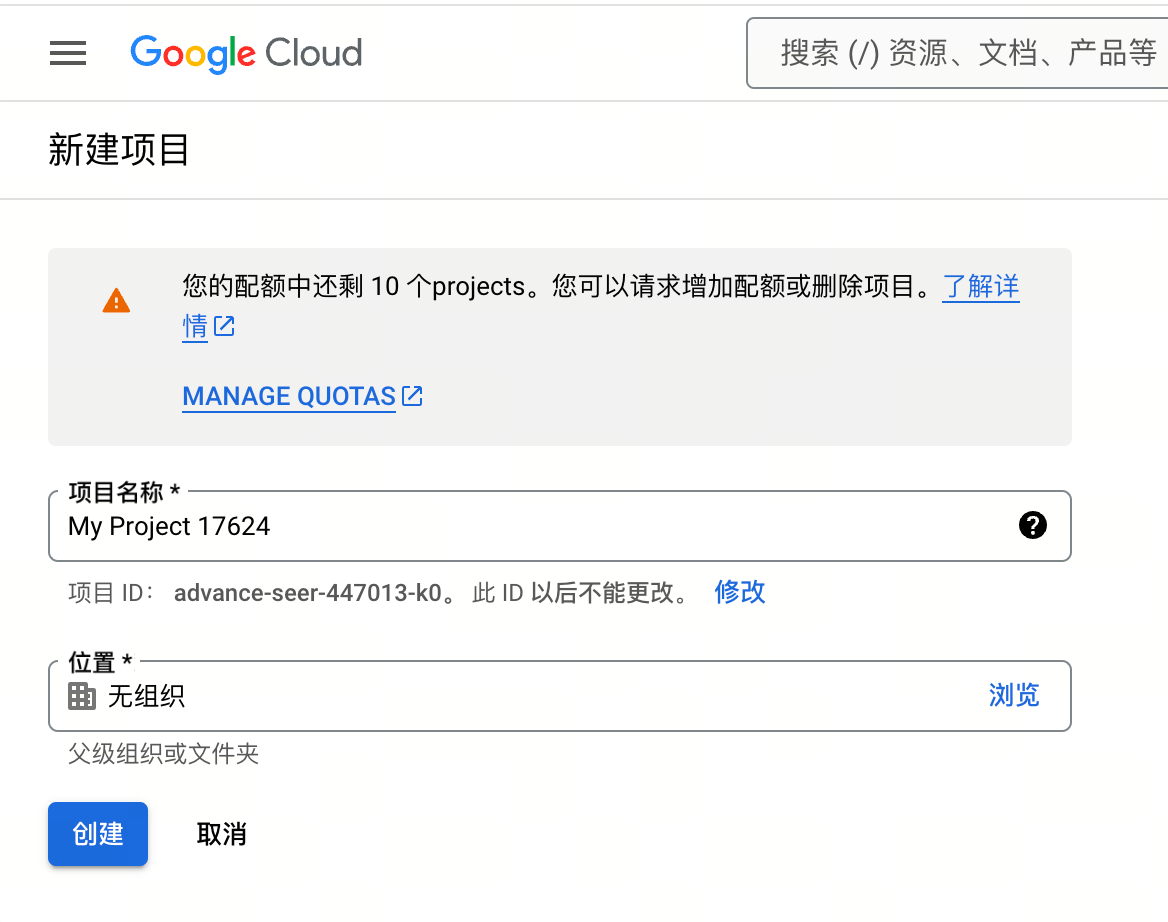 Google Cloud
搜索 (/) 资源、文档、产品等
新建项目
您的配额中还剩 10 个projects。您可以请求增加配额或删除项目。了解详
情
MANAGE QUOTAS
项目名称 *
My Project 17624
项目 ID： advance-seer-447013-k0。 此 ID 以后不能更改。 修改
位置 *
无组织 浏览
父级组织或文件夹
创建 取消